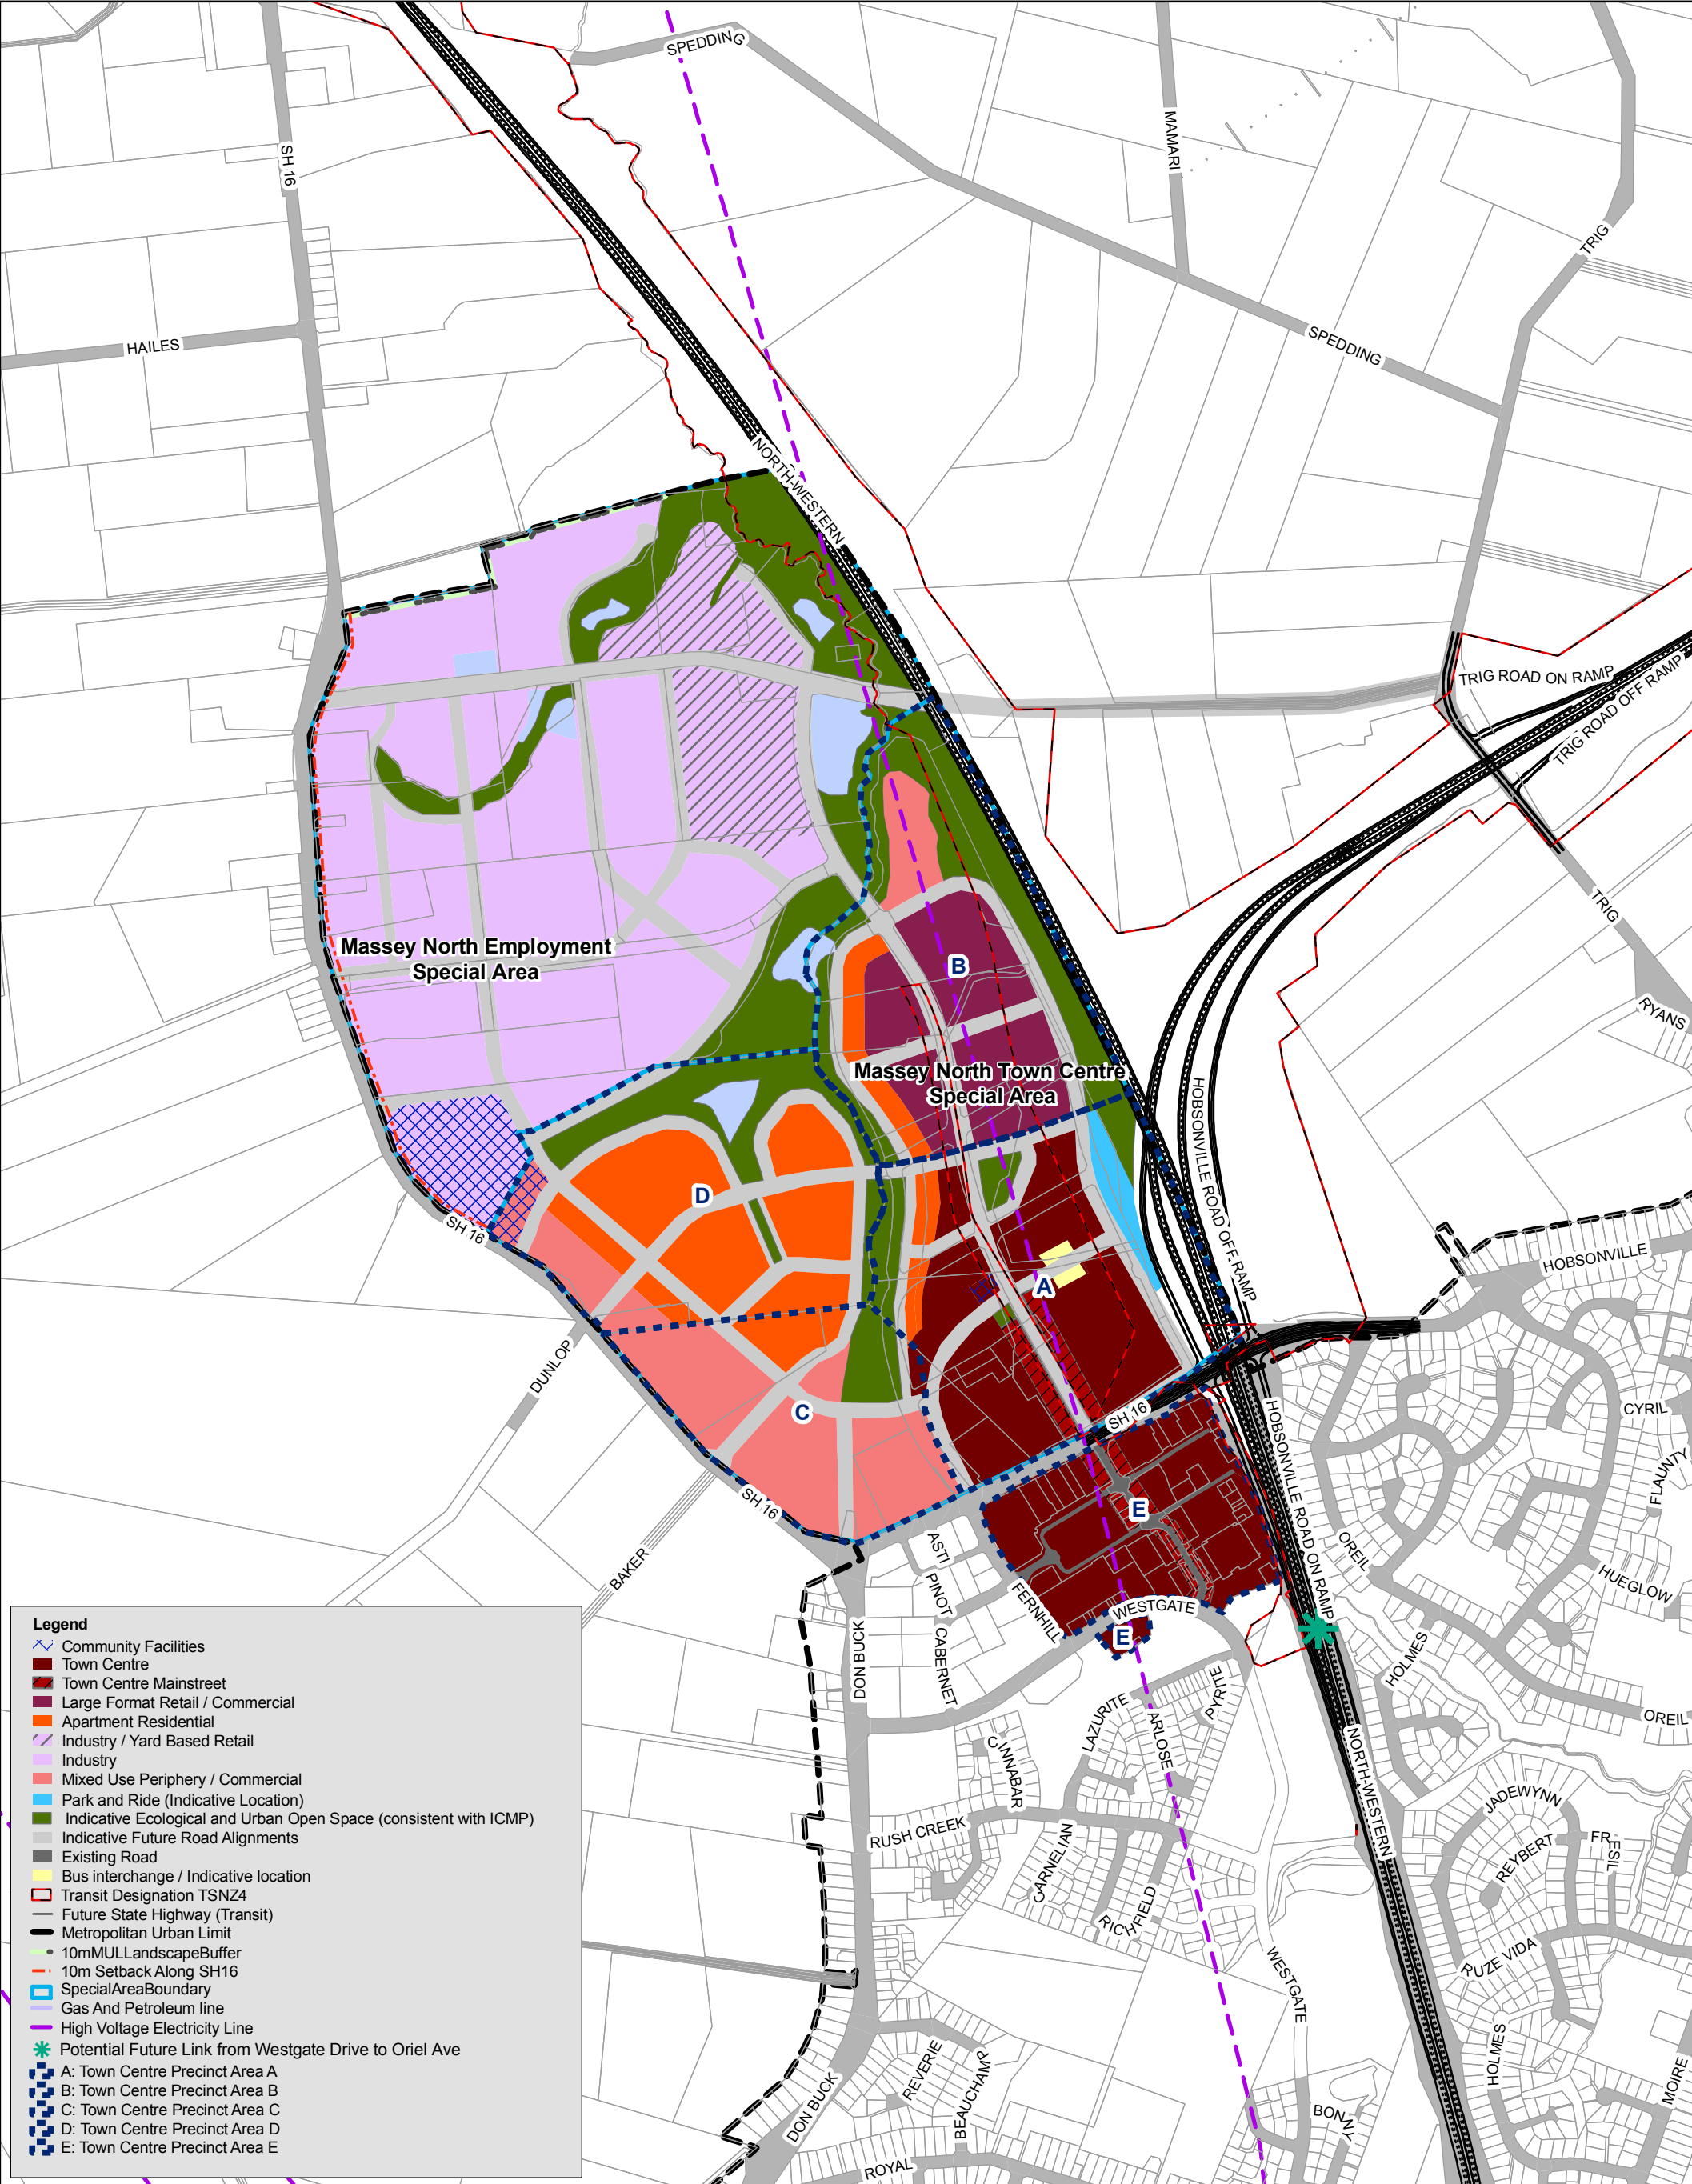 SPEDDING
SH 16
MAMARI
TRIG
HAILES
SPEDDING
NORTH-WESTERN
TRIG ROAD ON RAMP
TRIG ROAD OFF RAMP
TRIG
Massey North Employment
Special Area
B
RYANS
Massey North Town Centre
Special Area
HOBSONVILLE ROAD OFF RAMP
D
SH 16
A
HOBSONVILLE
DUNLOP
C
SH 16
CYRIL
HOBSONVILLE ROAD ON RAMP
FLAUNTY
SH 16
E
ASTI
OREIL
BAKER
PINOT
HUEGLOW
FERNHILL
WESTGATE
E
DON BUCK
CABERNET
HOLMES
PYRITE
LAZURITE
ARLOSE
OREIL
CINNABAR
NORTH-WESTERN
JADEWYNN
RUSH CREEK
REYBERT
CARNELIAN
RICHFIELD
RUZE VIDA
WESTGATE
HOLMES
REVERIE
BEAUCHAMP
MOIRE
DON BUCK
BONNY
ROYAL
Legend
Community Facilities
Town Centre
Town Centre Mainstreet
Large Format Retail / Commercial
Apartment Residential
Industry / Yard Based Retail
Industry
Mixed Use Periphery / Commercial
Park and Ride (Indicative Location)
Indicative Ecological and Urban Open Space (consistent with ICMP)
Indicative Future Road Alignments
Existing Road
Bus interchange / Indicative location
Transit Designation TSNZ4
Future State Highway (Transit)
Metropolitan Urban Limit
10mMULLandscapeBuffer
10m Setback Along SH16
SpecialAreaBoundary
Gas And Petroleum line
High Voltage Electricity Line
Potential Future Link from Westgate Drive to Oriel Ave
A: Town Centre Precinct Area A
B: Town Centre Precinct Area B
C: Town Centre Precinct Area C
D: Town Centre Precinct Area D
E: Town Centre Precinct Area E